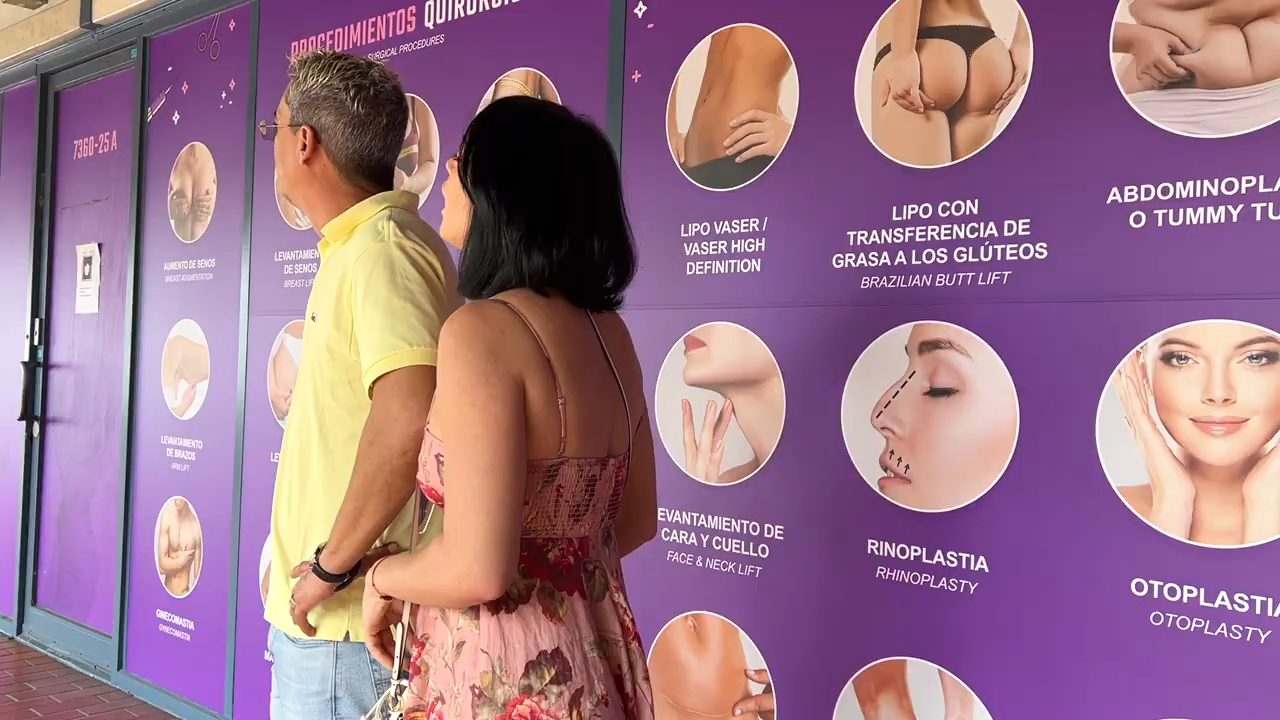 PROCEDIMIENTOS
SURGICAL PROCEDURES
7360-25 A
AUMENTO DE SENOS
BREAST AUGMENTATION
LEVANTAMIENTO
DE BRAZOS
ARM LIFT
GINECOMASTIA
GYNECOMASTIA
LEVANTAMIEN
DE SENOS
BREAST LIF
LIPO VASER /
VASER HIGH
DEFINITION
LIPO CON
TRANSFERENCIA DE
GRASA A LOS GLÚTEOS
BRAZILIAN BUTT LIFT
ABDOMINOPLA
O TUMMY TU
EVANTAMIENTO DE
CARA Y CUELLO
FACE & NECK LIFT
RINOPLASTIA
RHINOPLASTY
OTOPLASTIA
OTOPLASTY